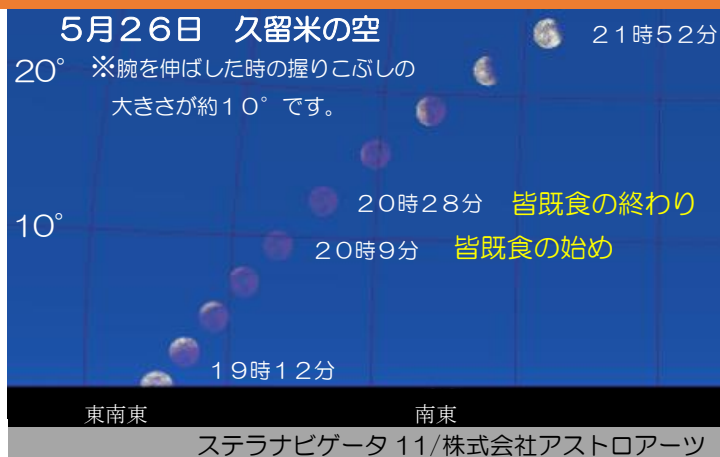 ５月２６日　久留米の空
２１時５２分
20°
※腕を伸ばした時の握りこぶしの
大きさが約１０°です。
２０時２８分　皆既食の終わり
10°
２０時９分　皆既食の始め
１９時１２分
東南東
南東
ステラナビゲータ 11/株式会社アストロアーツ